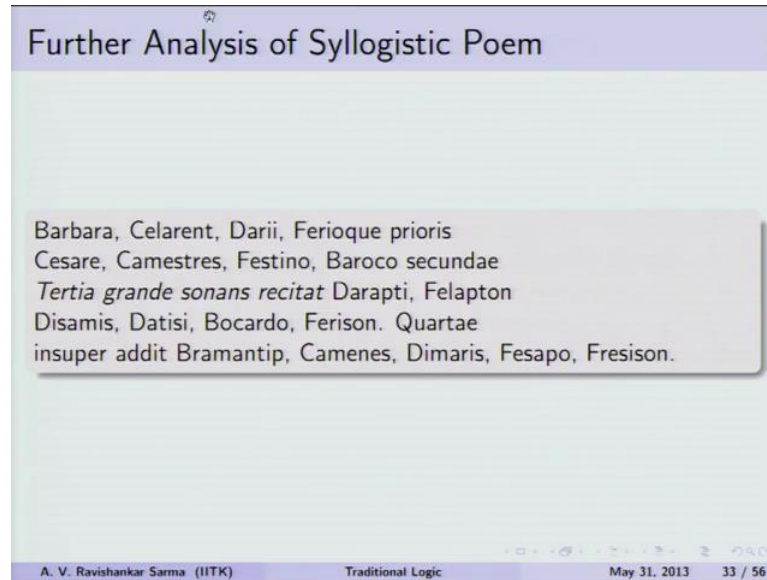 Further Analysis of Syllogistic Poem
Barbara, Celarent, Darii, Ferioque prioris
Cesare, Camestres, Festino, Baroco secundae
Tertia grande sonans recitat Darapti, Felapton
Disamis, Datisi, Bocardo, Ferison. Quartae
insuper addit Bramantip, Camenes, Dimaris, Fesapo, Fresison.
A. V. Ravishankar Sarma (IITK) Traditional Logic May 31, 2013 33 / 56